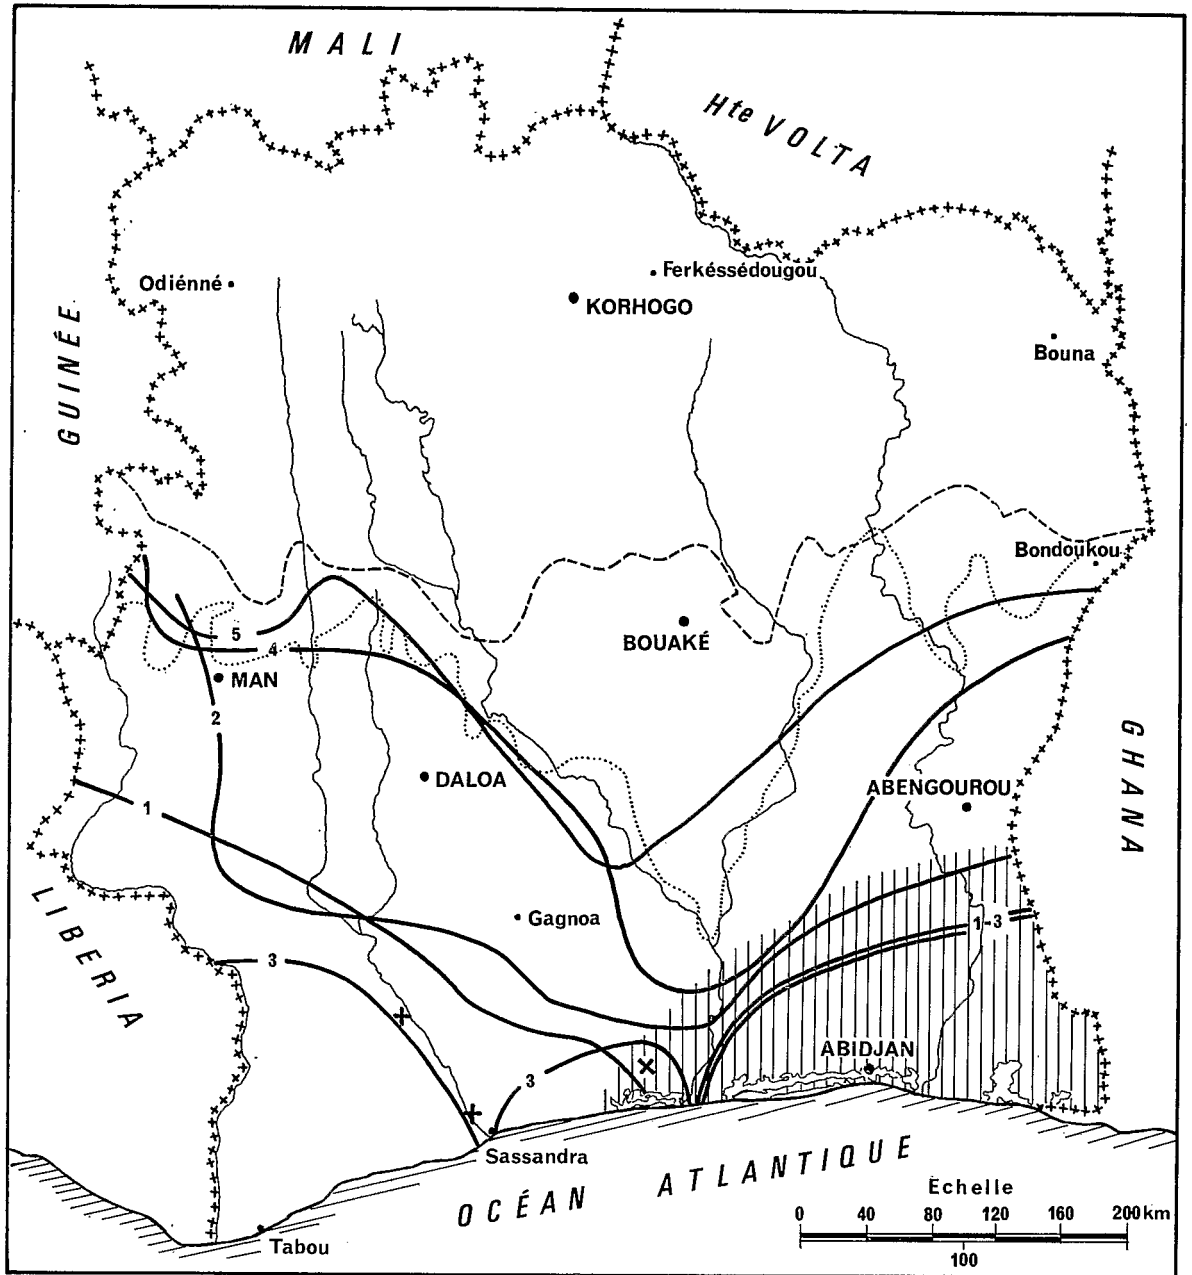 MALI
Hte VOLTA
Odiénné
Ferkéssédougou
KORHOGO
GUINÉE
Bouna
Bondoukou
5
BOUAKÉ
4
MAN
2
GHANA
DALOA
ABENGOUROU
1
LIBERIA
Gagnoa
1-3
3
ABIDJAN
3
Sassandra
OCÉAN ATLANTIQUE
Échelle
0 40 80 120 160 200 km
100
Tabou